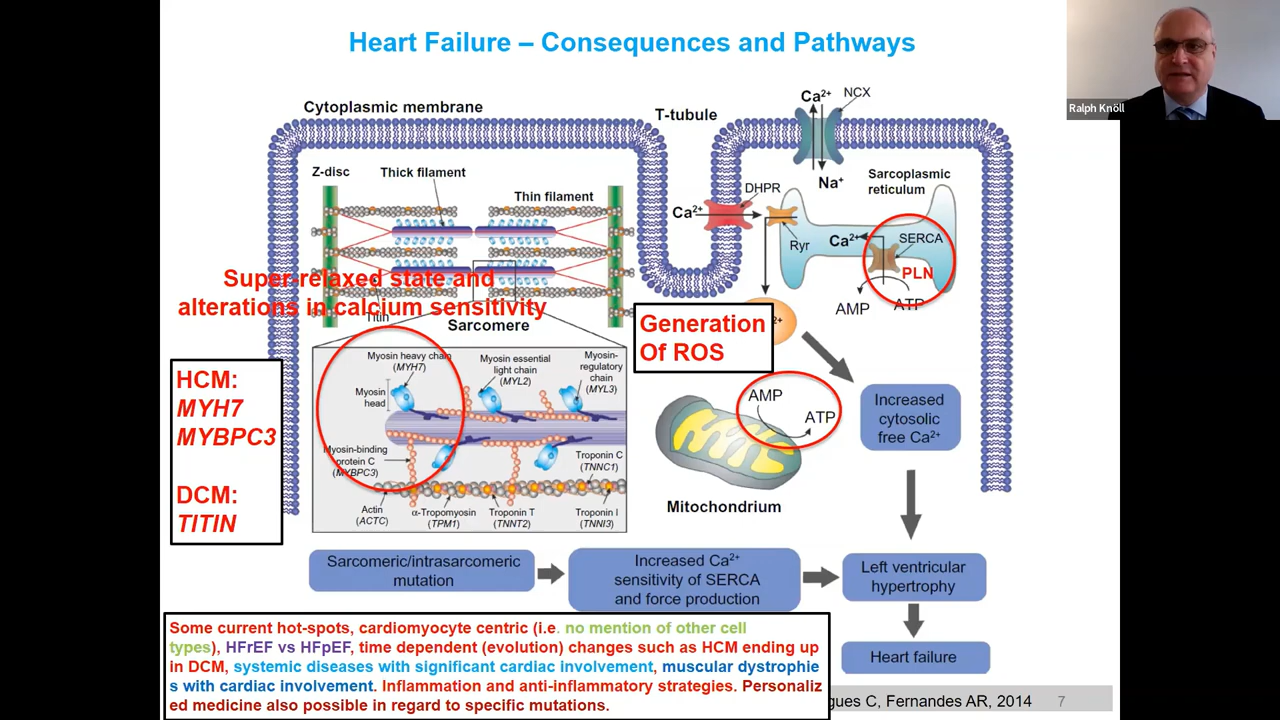 Heart Failure – Consequences and Pathways
Ralph Knöll
Cytoplasmic membrane
T-tubule
Ca²⁺
NCX
Na⁺
Z-disc
Thick filament
Thin filament
Sarcoplasmic
reticulum
DHPR
Ca²⁺
Ryr
Ca²⁺
SERCA
PLN
AMP
ATP
Super-relaxed state and
alterations in calcium sensitivity
Titin
Sarcomere
Generation
Of ROS
2+
HCM:
MYH7
MYBPC3
DCM:
TITIN
Myosin heavy chain
(MYH7)
Myosin
head
Myosin essential
light chain
(MYL2)
Myosin-
regulatory
chain
(MYL3)
Myosin-binding
protein C
(MYBPC3)
Troponin C
(TNNC1)
Actin
(ACTC)
α-Tropomyosin
(TPM1)
Troponin T
(TNNT2)
Troponin I
(TNNI3)
AMP
ATP
Mitochondrium
Increased
cytosolic
free Ca²⁺
Sarcomeric/intrasarcomeric
mutation
Increased Ca²⁺
sensitivity of SERCA
and force production
Left ventricular
hypertrophy
Heart failure
Some current hot-spots, cardiomyocyte centric (i.e. no mention of other cell
types), HFrEF vs HFpEF, time dependent (evolution) changes such as HCM ending up
in DCM, systemic diseases with significant cardiac involvement, muscular dystrophie
s with cardiac involvement. Inflammation and anti-inflammatory strategies. Personaliz
ed medicine also possible in regard to specific mutations.
gues C, Fernandes AR, 2014
7